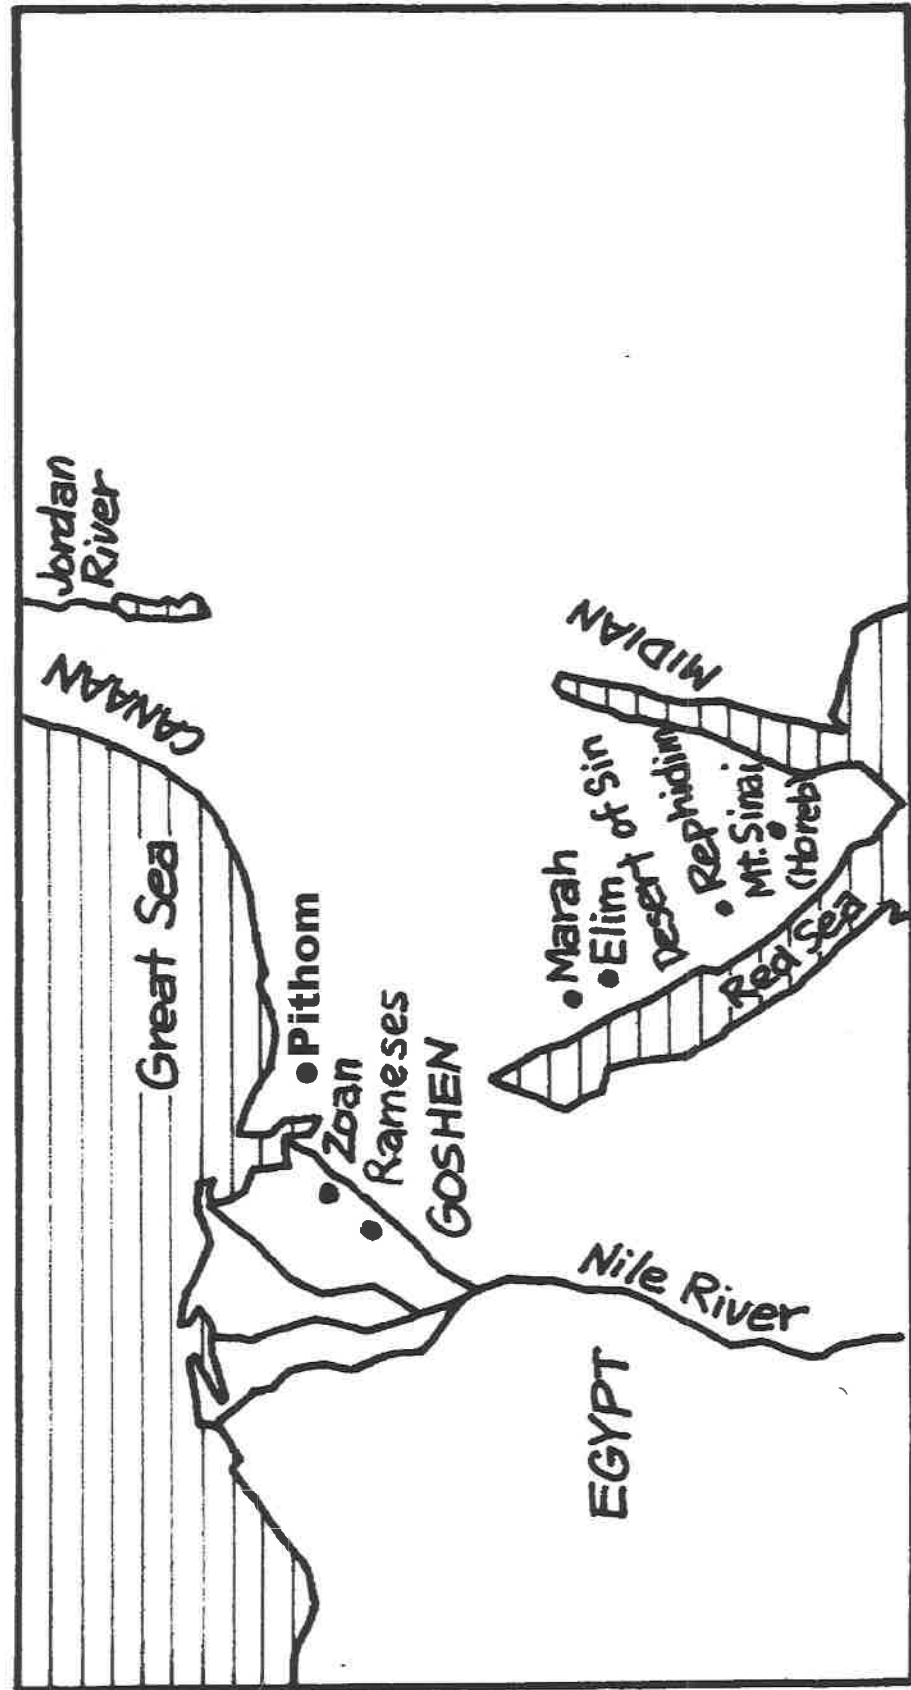 Jordan
River
CANAAN
Great Sea
Pithom
Zoan
Rameses
GOSHEN
MIDIAN
Marah
Elim
Desert of Sin
Rephidim
Mt. Sinai
(Horeb)
Red Sea
Nile River
EGYPT